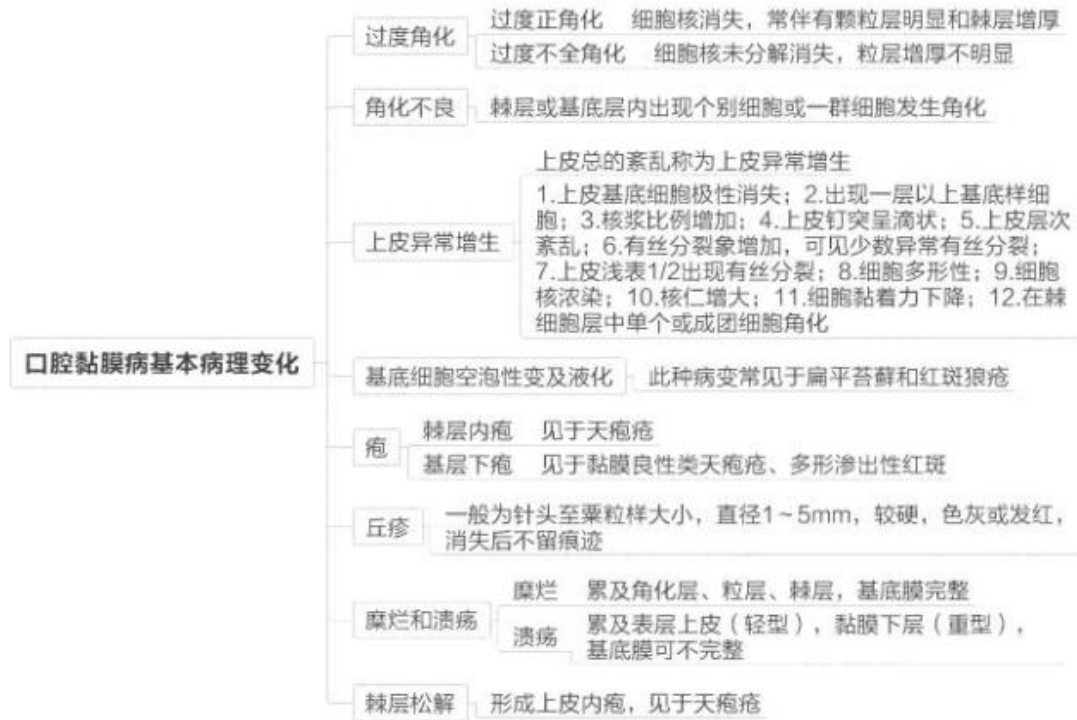 过度角化
过度正角化 细胞核消失，常伴有颗粒层明显和棘层增厚
过度不全角化 细胞核未分解消失，粒层增厚不明显
角化不良
棘层或基底层内出现个别细胞或一群细胞发生角化
上皮异常增生
上皮总的紊乱称为上皮异常增生
1.上皮基底细胞极性消失；2.出现一层以上基底样细
胞；3.核浆比例增加；4.上皮钉突呈滴状；5.上皮层次
紊乱；6.有丝分裂象增加，可见少数异常有丝分裂；
7.上皮浅表1/2出现有丝分裂；8.细胞多形性；9.细胞
核浓染；10.核仁增大；11.细胞黏着力下降；12.在棘
细胞层中单个或成团细胞角化
口腔黏膜病基本病理变化
基底细胞空泡性变及液化
此种病变常见于扁平苔藓和红斑狼疮
疱
棘层内疱 见于天疱疮
基层下疱 见于黏膜良性类天疱疮、多形渗出性红斑
丘疹
一般为针头至粟粒样大小，直径1～5mm，较硬，色灰或发红，
消失后不留痕迹
糜烂和溃疡
糜烂 累及角化层、粒层、棘层，基底膜完整
溃疡 累及表层上皮（轻型），黏膜下层（重型），
基底膜可不完整
棘层松解
形成上皮内疱，见于天疱疮